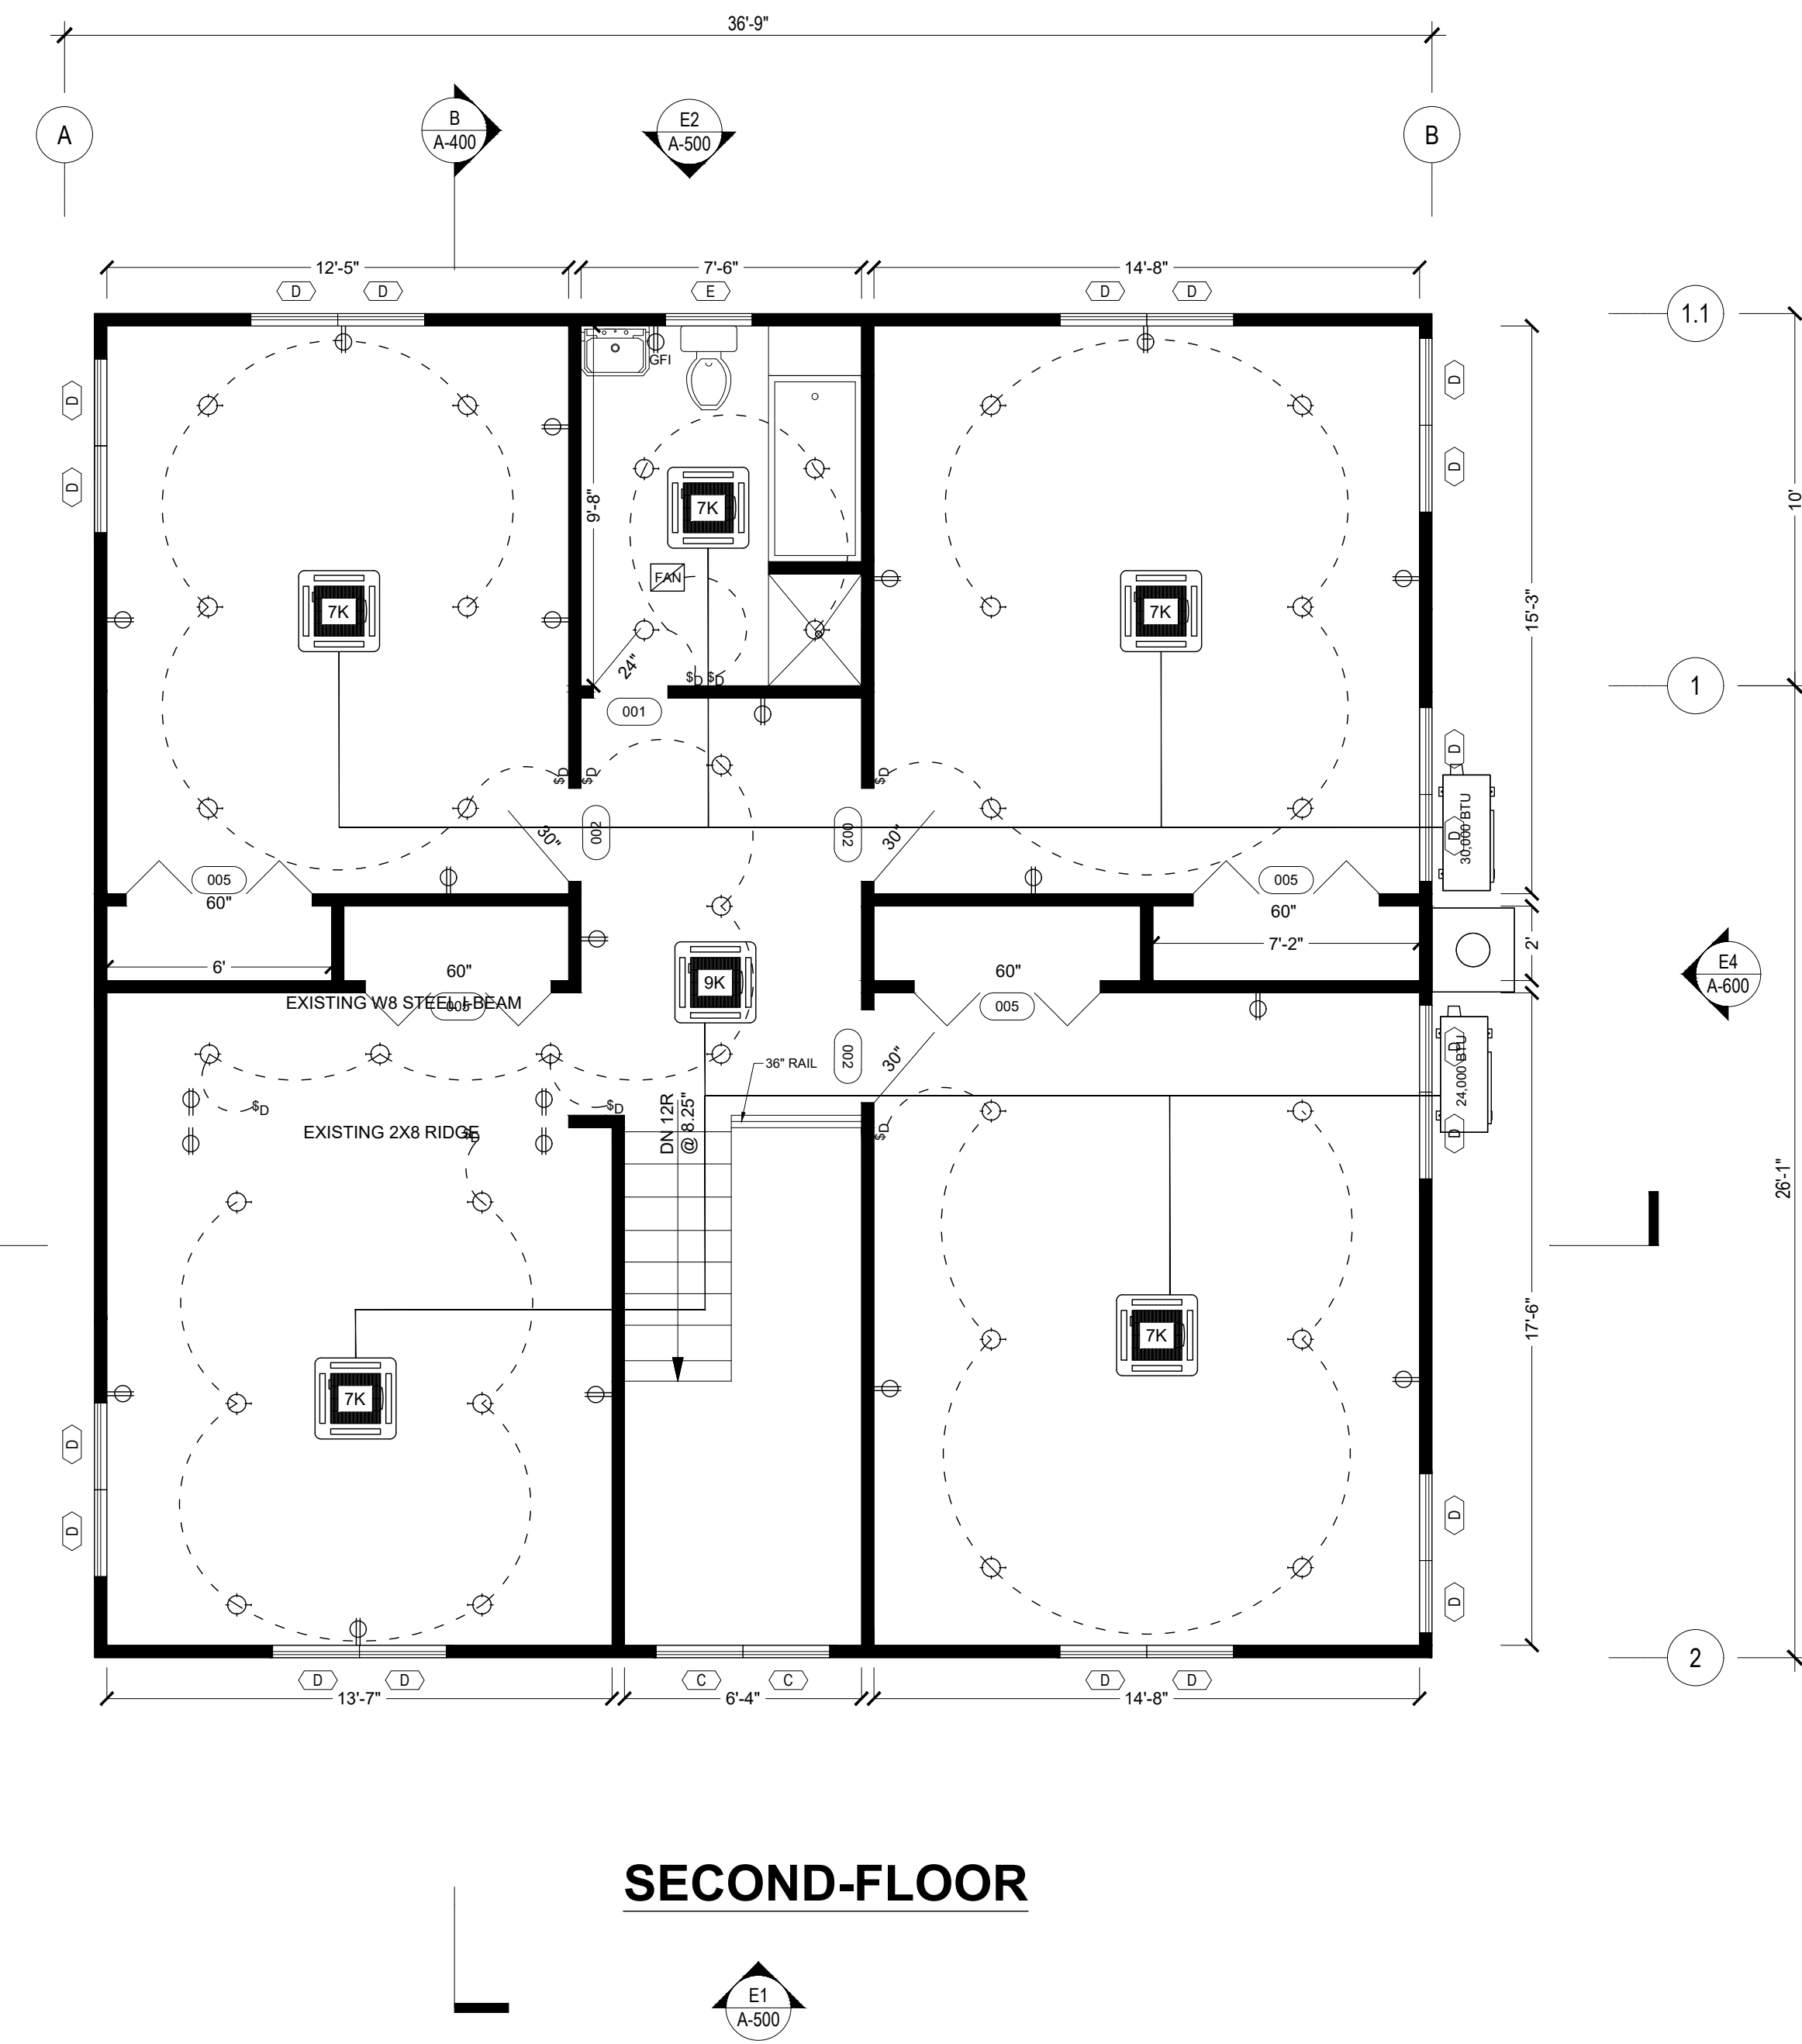 36'-9"
A
B
A-400
E2
A-500
B
12'-5"
7'-6"
14'-8"
D
D
E
D
D
1.1
GFI
D
D
D
D
9'-8"
7K
10'
FAN
7K
7K
15'-3"
24"
$D
$D
001
1
$D
$D
$D
D
30"
002
002
30"
D
30,000 BTU
005
60"
005
60"
6'
60"
60"
7'-2"
2'
E4
A-600
9K
EXISTING W8 STEEL I-BEAM
005
005
002
30"
36" RAIL
D
24,000 BTU
$D
$D
DN 12R
@ 8.25"
EXISTING 2X8 RIDGE
$D
$D
D
26'-1"
17'-6"
7K
7K
D
D
D
D
2
D
D
C
C
D
D
13'-7"
6'-4"
14'-8"
SECOND-FLOOR
E1
A-500